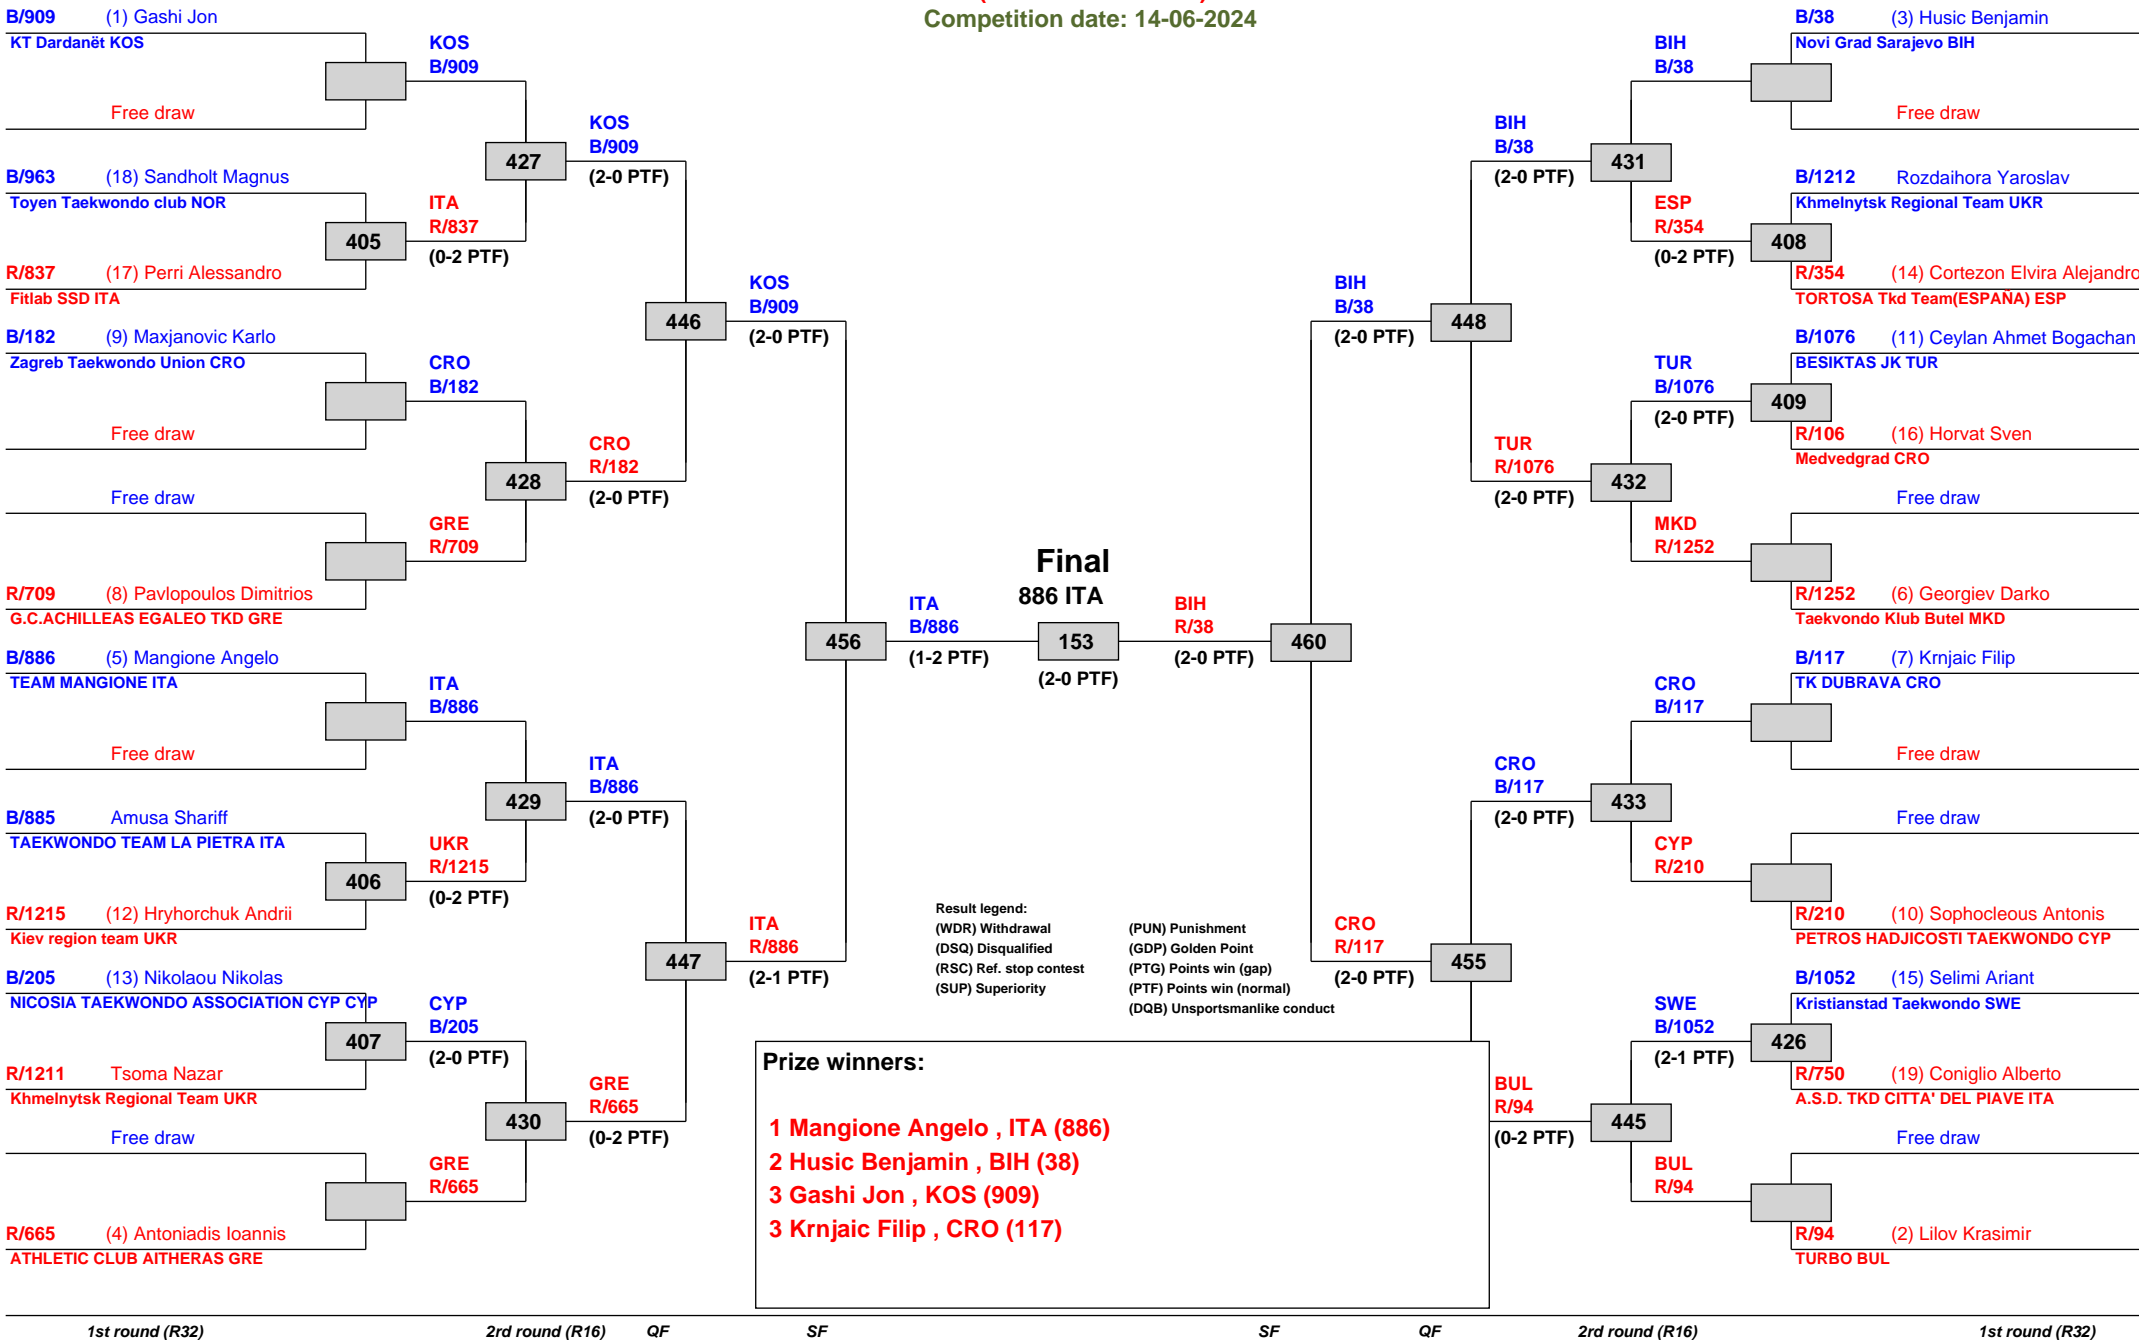 Competition date: 14-06-2024
B/909 (1) Gashi Jon
KT Dardanët KOS
Free draw
B/963 (18) Sandholt Magnus
Toyen Taekwondo club NOR
405
R/837 (17) Perri Alessandro
Fitlab SSD ITA
B/182 (9) Maxjanovic Karlo
Zagreb Taekwondo Union CRO
Free draw
Free draw
R/709 (8) Pavlopoulos Dimitrios
G.C.ACHILLEAS EGALEO TKD GRE
B/886 (5) Mangione Angelo
TEAM MANGIONE ITA
Free draw
B/885 Amusa Shariff
TAEKWONDO TEAM LA PIETRA ITA
406
R/1215 (12) Hryhorchuk Andrii
Kiev region team UKR
B/205 (13) Nikolaou Nikolas
NICOSIA TAEKWONDO ASSOCIATION CYP CYP
407
R/1211 Tsoma Nazar
Khmelnytsk Regional Team UKR
Free draw
R/665 (4) Antoniadis Ioannis
ATHLETIC CLUB AITHERAS GRE
KOS
B/909
427
ITA
R/837
(0-2 PTF)
CRO
B/182
428
GRE
R/709
ITA
B/886
429
UKR
R/1215
(0-2 PTF)
CYP
B/205
(2-0 PTF)
430
GRE
R/665
KOS
B/909
(2-0 PTF)
446
CRO
R/182
(2-0 PTF)
ITA
B/886
(2-0 PTF)
447
GRE
R/665
(0-2 PTF)
KOS
B/909
(2-0 PTF)
456
ITA
R/886
(2-1 PTF)
ITA
B/886
(1-2 PTF)
Final
886 ITA
153
(2-0 PTF)
BIH
R/38
(2-0 PTF)
460
BIH
B/38
(2-0 PTF)
448
CRO
R/117
(2-0 PTF)
455
BIH
B/38
(2-0 PTF)
431
TUR
R/1076
(2-0 PTF)
432
CRO
B/117
(2-0 PTF)
433
BUL
R/94
(0-2 PTF)
445
BIH
B/38
ESP
R/354
(0-2 PTF)
408
TUR
B/1076
(2-0 PTF)
409
MKD
R/1252
CRO
B/117
CYP
R/210
SWE
B/1052
(2-1 PTF)
426
BUL
R/94
B/38 (3) Husic Benjamin
Novi Grad Sarajevo BIH
Free draw
B/1212 Rozdaihora Yaroslav
Khmelnytsk Regional Team UKR
R/354 (14) Cortezon Elvira Alejandro
TORTOSA Tkd Team(ESPAÑA) ESP
B/1076 (11) Ceylan Ahmet Bogachan
BESIKTAS JK TUR
R/106 (16) Horvat Sven
Medvedgrad CRO
Free draw
R/1252 (6) Georgiev Darko
Taekvondo Klub Butel MKD
B/117 (7) Krnjaic Filip
TK DUBRAVA CRO
Free draw
Free draw
R/210 (10) Sophocleous Antonis
PETROS HADJICOSTI TAEKWONDO CYP
B/1052 (15) Selimi Ariant
Kristianstad Taekwondo SWE
R/750 (19) Coniglio Alberto
A.S.D. TKD CITTA' DEL PIAVE ITA
Free draw
R/94 (2) Lilov Krasimir
TURBO BUL
Result legend:
(WDR) Withdrawal
(DSQ) Disqualified
(RSC) Ref. stop contest
(SUP) Superiority
(PUN) Punishment
(GDP) Golden Point
(PTG) Points win (gap)
(PTF) Points win (normal)
(DQB) Unsportsmanlike conduct
Prize winners:
1 Mangione Angelo , ITA (886)
2 Husic Benjamin , BIH (38)
3 Gashi Jon , KOS (909)
3 Krnjaic Filip , CRO (117)
1st round (R32) 2rd round (R16) QF SF SF QF 2rd round (R16) 1st round (R32)